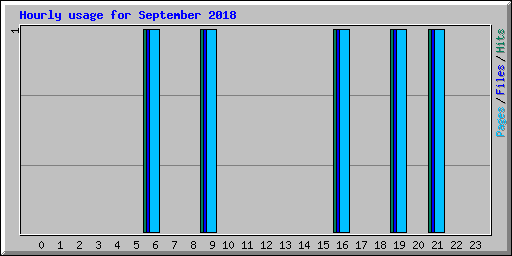 Hourly usage for September 2018
1
Pages/Files/Hits
0 1 2 3 4 5 6 7 8 9 10 11 12 13 14 15 16 17 18 19 20 21 22 23